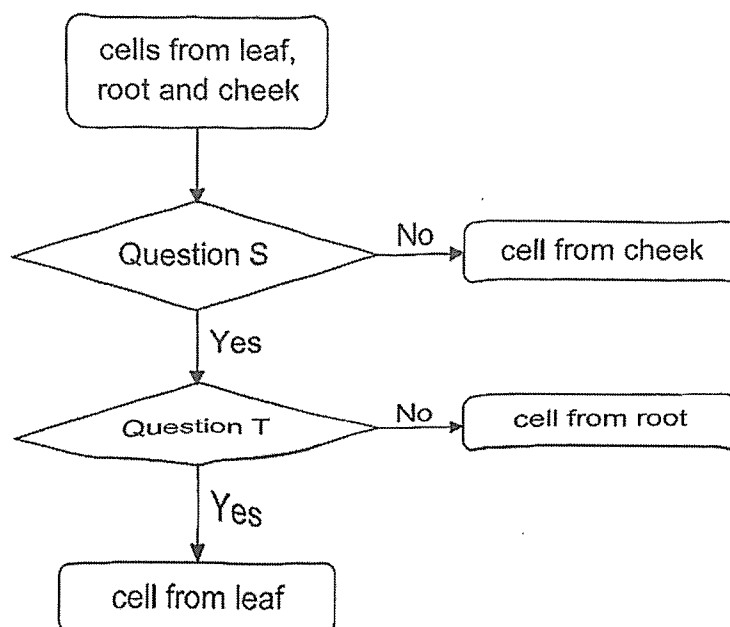 cells from leaf,
root and cheek
Question S
No
cell from cheek
Yes
Question T
No
cell from root
Yes
cell from leaf